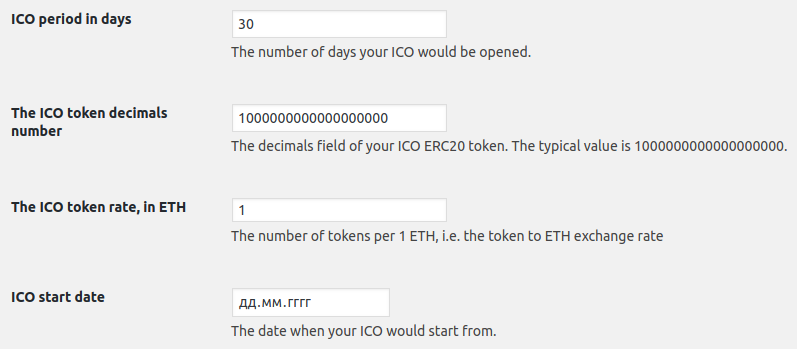 ICO period in days
30
The number of days your ICO would be opened.
The ICO token decimals
number
1000000000000000000
The decimals field of your ICO ERC20 token. The typical value is 1000000000000000000.
The ICO token rate, in ETH
1
The number of tokens per 1 ETH, i.e. the token to ETH exchange rate
ICO start date
дд.мм.гггг
The date when your ICO would start from.